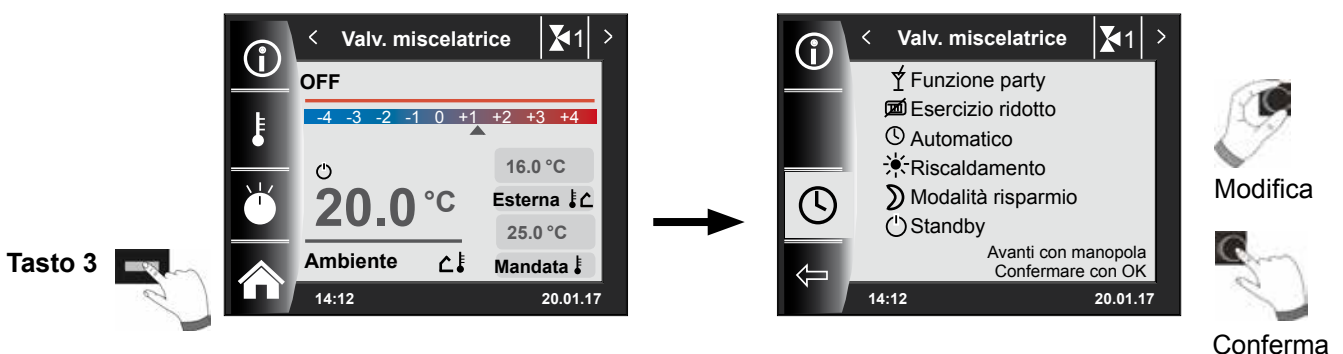 Tasto 3
< Valv. miscelatrice 1 >
OFF
-4 -3 -2 -1 0 +1 +2 +3 +4
16.0 °C
20.0 °C
Esterna
25.0 °C
Ambiente
Mandata
14:12 20.01.17
< Valv. miscelatrice 1 >
Funzione party
Esercizio ridotto
Automatico
Riscaldamento
Modalità risparmio
Standby
Avanti con manopola
Confermare con OK
14:12 20.01.17
Modifica
Conferma